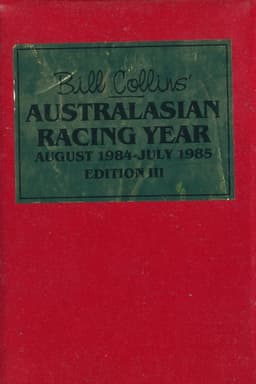 Bill Collins'
AUSTRALASIAN
RACING YEAR
AUGUST 1984-JULY 1985
EDITION III